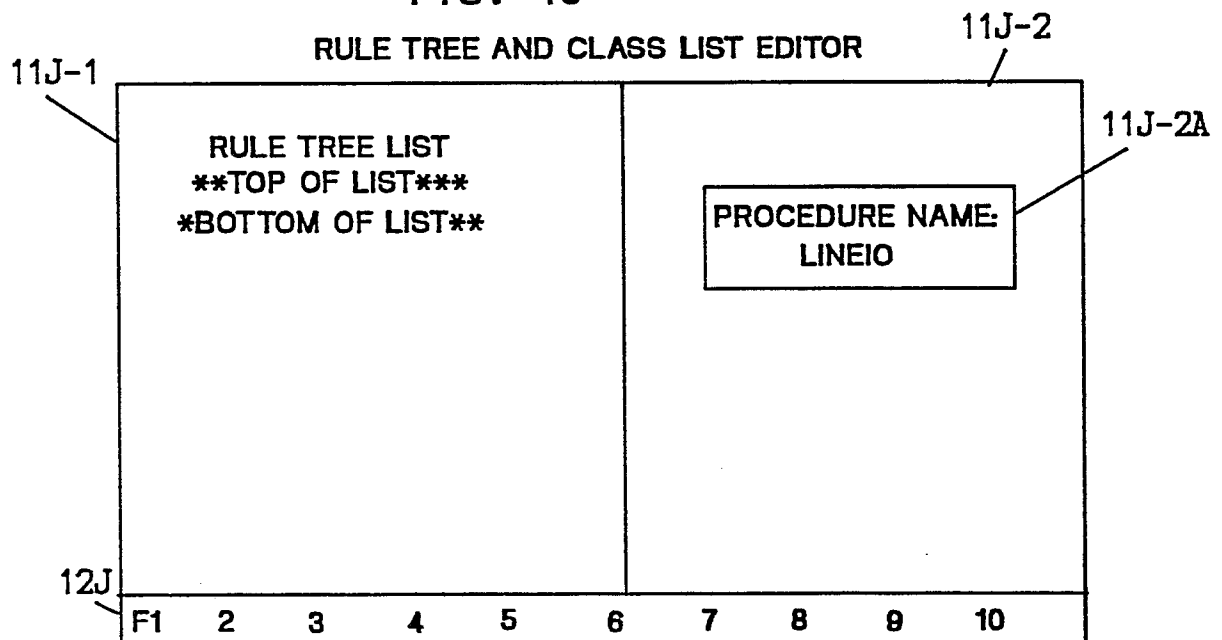 RULE TREE AND CLASS LIST EDITOR
11J-2
11J-1
11J-2A
RULE TREE LIST
**TOP OF LIST***
*BOTTOM OF LIST**
PROCEDURE NAME:
LINEIO
12J
F1 2 3 4 5 6 7 8 9 10